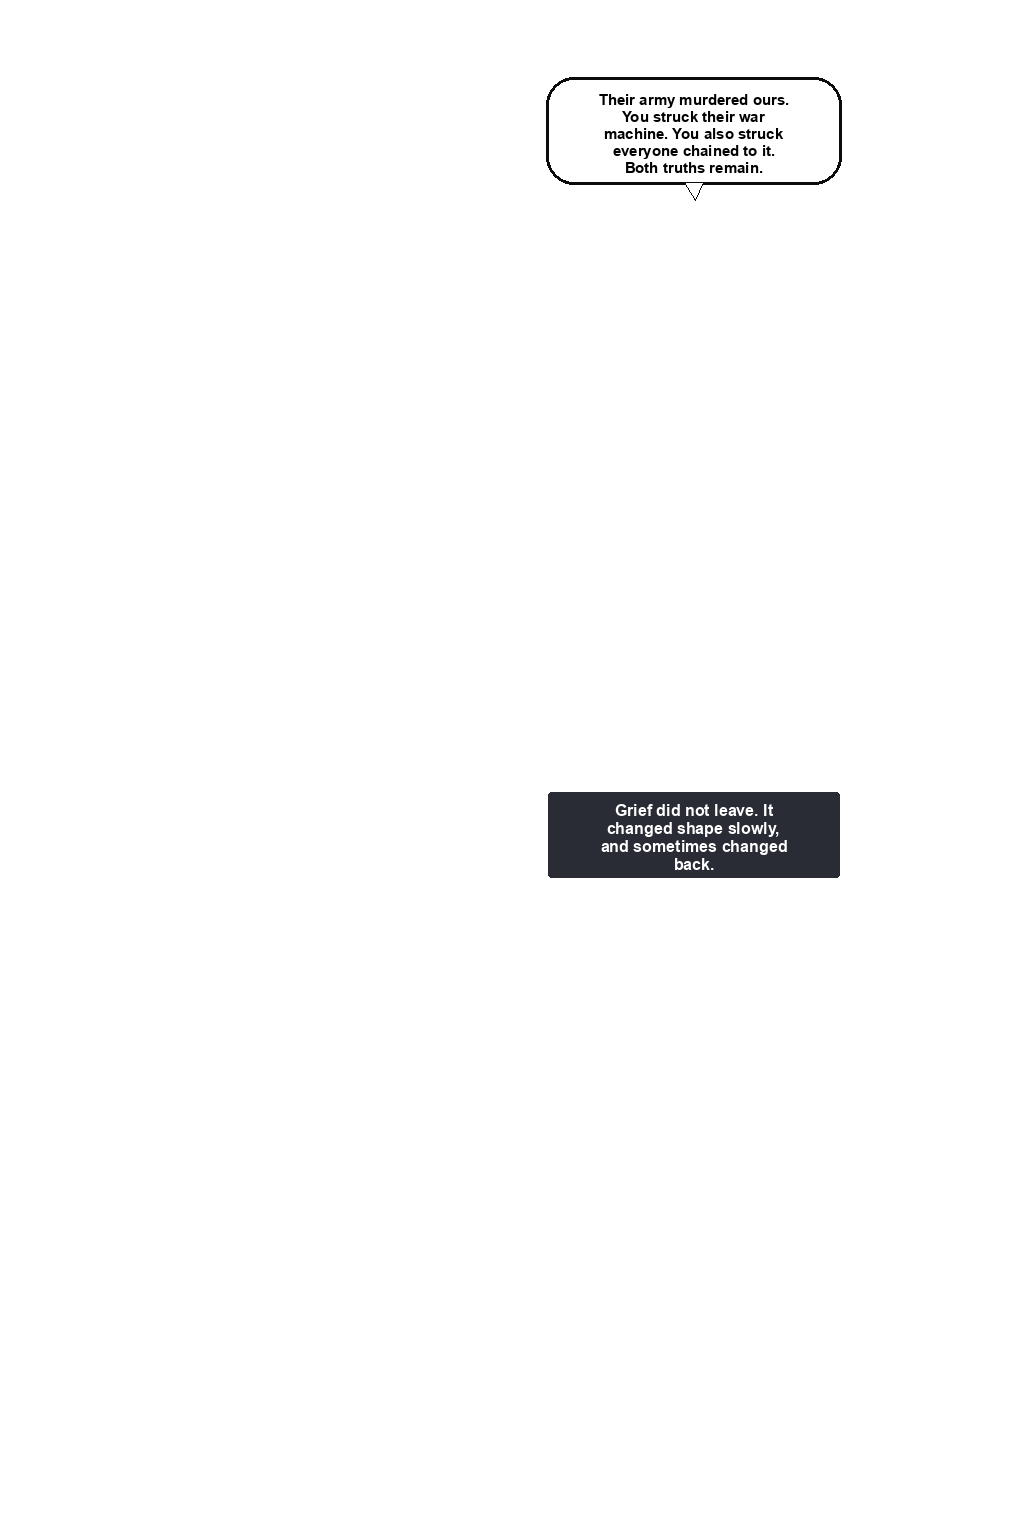 Their army murdered ours.
You struck their war
machine. You also struck
everyone chained to it.
Both truths remain.
Grief did not leave. It
changed shape slowly,
and sometimes changed
back.